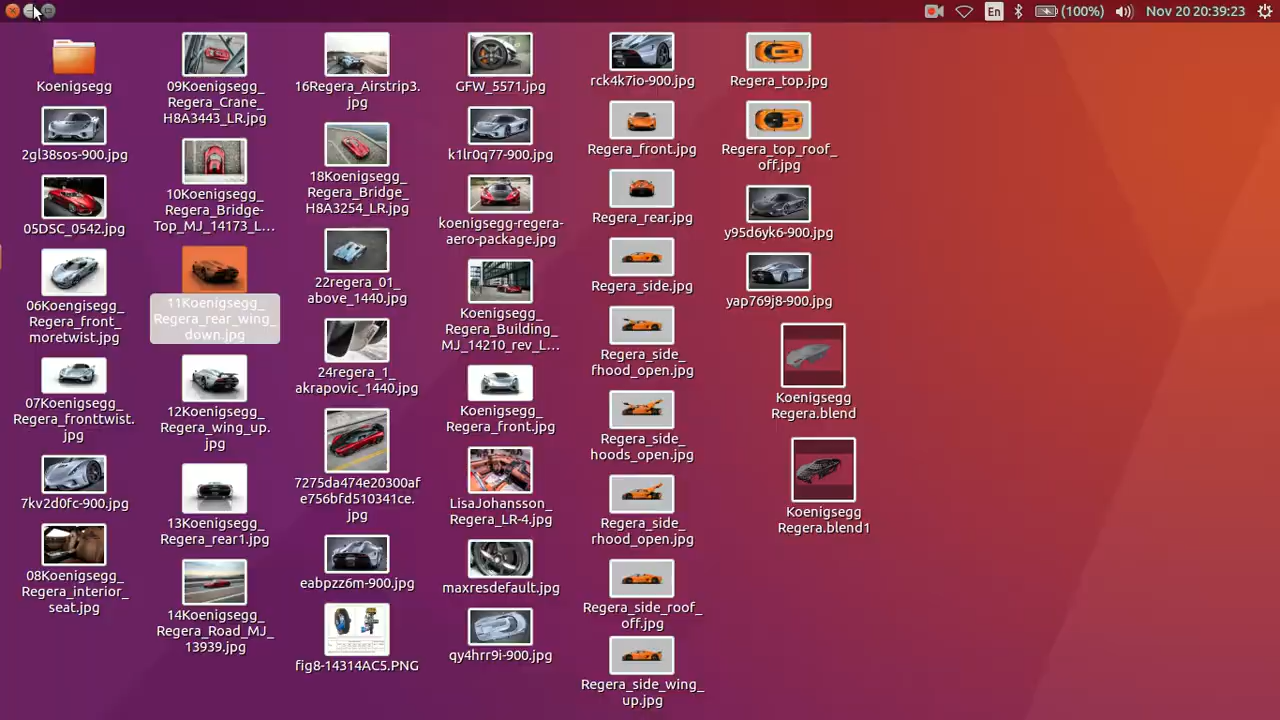 En
(100%)
Nov 20 20:39:23
Koenigsegg
2gl38sos-900.jpg
05DSC_0542.jpg
06Koengisegg_
Regera_front_
moretwist.jpg
07Koenigsegg_
Regera_fronttwist.
jpg
7kv2d0fc-900.jpg
08Koenigsegg_
Regera_interior_
seat.jpg
09Koenigsegg_
Regera_Crane_
H8A3443_LR.jpg
10Koenigsegg_
Regera_Bridge-
Top_MJ_14173_L...
11Koenigsegg_
Regera_rear_wing_
down.jpg
12Koenigsegg_
Regera_wing_up.
jpg
13Koenigsegg_
Regera_rear1.jpg
14Koenigsegg_
Regera_Road_MJ_
13939.jpg
16Regera_Airstrip3.
jpg
18Koenigsegg_
Regera_Bridge_
H8A3254_LR.jpg
22regera_01_
above_1440.jpg
24regera_1_
akrapovic_1440.jpg
7275da474e20300af
e756bfd510341ce.
jpg
eabpzz6m-900.jpg
fig8-14314AC5.PNG
GFW_5571.jpg
k1lr0q77-900.jpg
koenigsegg-regera-
aero-package.jpg
Koenigsegg_
Regera_Building_
MJ_14210_rev_L...
Koenigsegg_
Regera_front.jpg
LisaJohansson_
Regera_LR-4.jpg
maxresdefault.jpg
qy4hrr9i-900.jpg
rck4k7io-900.jpg
Regera_front.jpg
Regera_rear.jpg
Regera_side.jpg
Regera_side_
fhood_open.jpg
Regera_side_
hoods_open.jpg
Regera_side_
rhood_open.jpg
Regera_side_roof_
off.jpg
Regera_side_wing_
up.jpg
Regera_top.jpg
Regera_top_roof_
off.jpg
y95d6yk6-900.jpg
yap769j8-900.jpg
Koenigsegg
Regera.blend
Koenigsegg
Regera.blend1